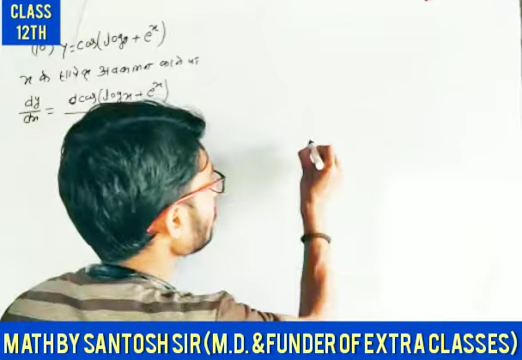 CLASS
12TH
y = cos(log x + e^x)
x के सापेक्ष अवकलन करने पर
dy/dx = d cos(log x + e^x)
MATH BY SANTOSH SIR (M.D. & FUNDER OF EXTRA CLASSES)